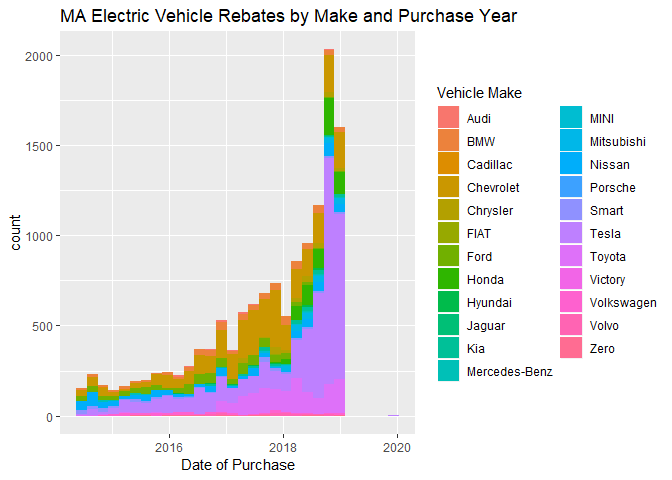 MA Electric Vehicle Rebates by Make and Purchase Year
2000
1500
1000
500
0
count
2016
2018
2020
Date of Purchase
Vehicle Make
Audi
BMW
Cadillac
Chevrolet
Chrysler
FIAT
Ford
Honda
Hyundai
Jaguar
Kia
Mercedes-Benz
MINI
Mitsubishi
Nissan
Porsche
Smart
Tesla
Toyota
Victory
Volkswagen
Volvo
Zero